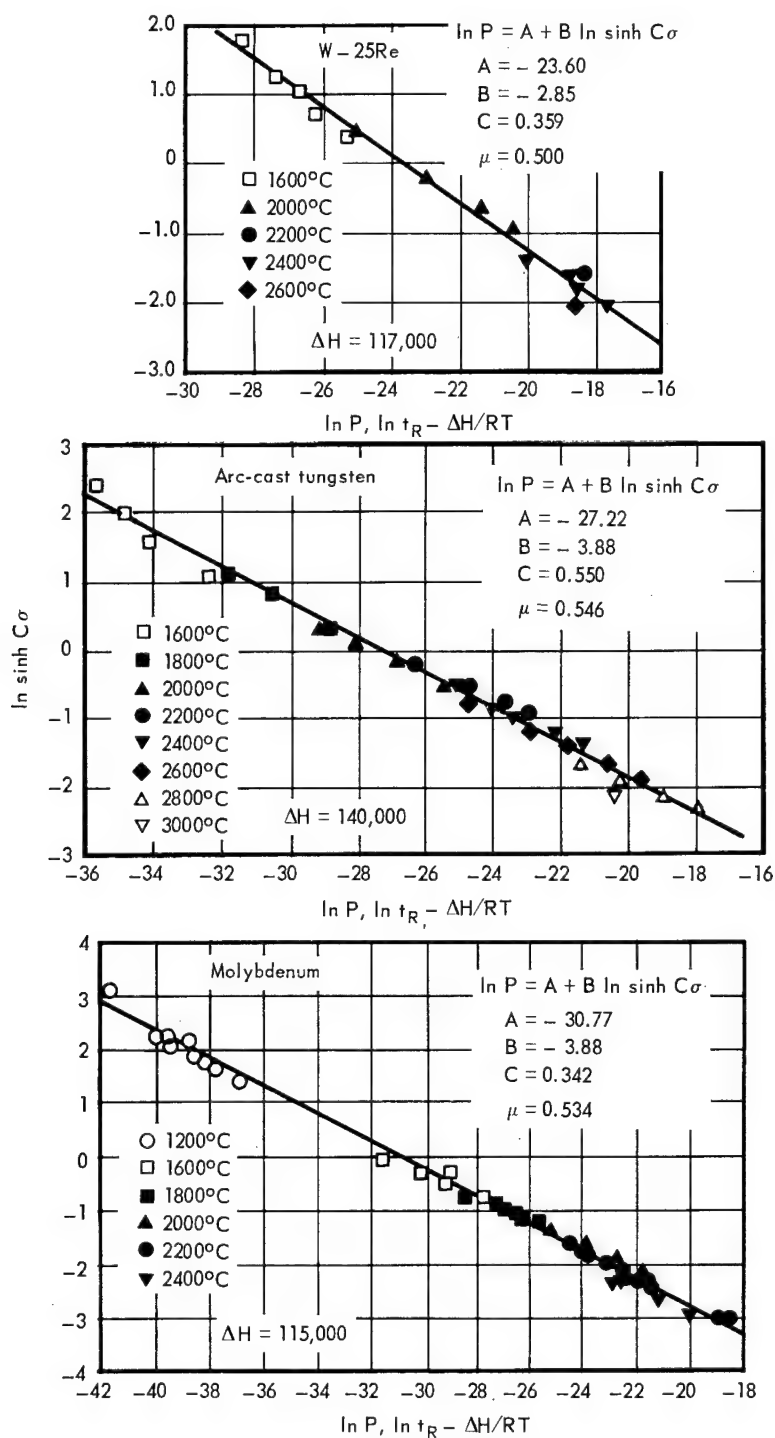 W-25Re
ln P = A + B ln sinh Cσ
A = - 23.60
B = - 2.85
C = 0.359
μ = 0.500
2.0
1.0
0
-1.0
-2.0
-3.0
1600°C
2000°C
2200°C
2400°C
2600°C
ΔH = 117,000
-30 -28 -26 -24 -22 -20 -18 -16
ln P, ln tR - ΔH/RT
Arc-cast tungsten
ln P = A + B ln sinh Cσ
A = - 27.22
B = - 3.88
C = 0.550
μ = 0.546
ln sinh Cσ
3
2
1
0
-1
-2
-3
1600°C
1800°C
2000°C
2200°C
2400°C
2600°C
2800°C
3000°C
ΔH = 140,000
-36 -34 -32 -30 -28 -26 -24 -22 -20 -18 -16
ln P, ln tR, - ΔH/RT
Molybdenum
ln P = A + B ln sinh Cσ
A = - 30.77
B = - 3.88
C = 0.342
μ = 0.534
4
3
2
1
0
-1
-2
-3
-4
1200°C
1600°C
1800°C
2000°C
2200°C
2400°C
ΔH = 115,000
-42 -40 -38 -36 -34 -32 -30 -28 -26 -24 -22 -20 -18
ln P, ln tR - ΔH/RT